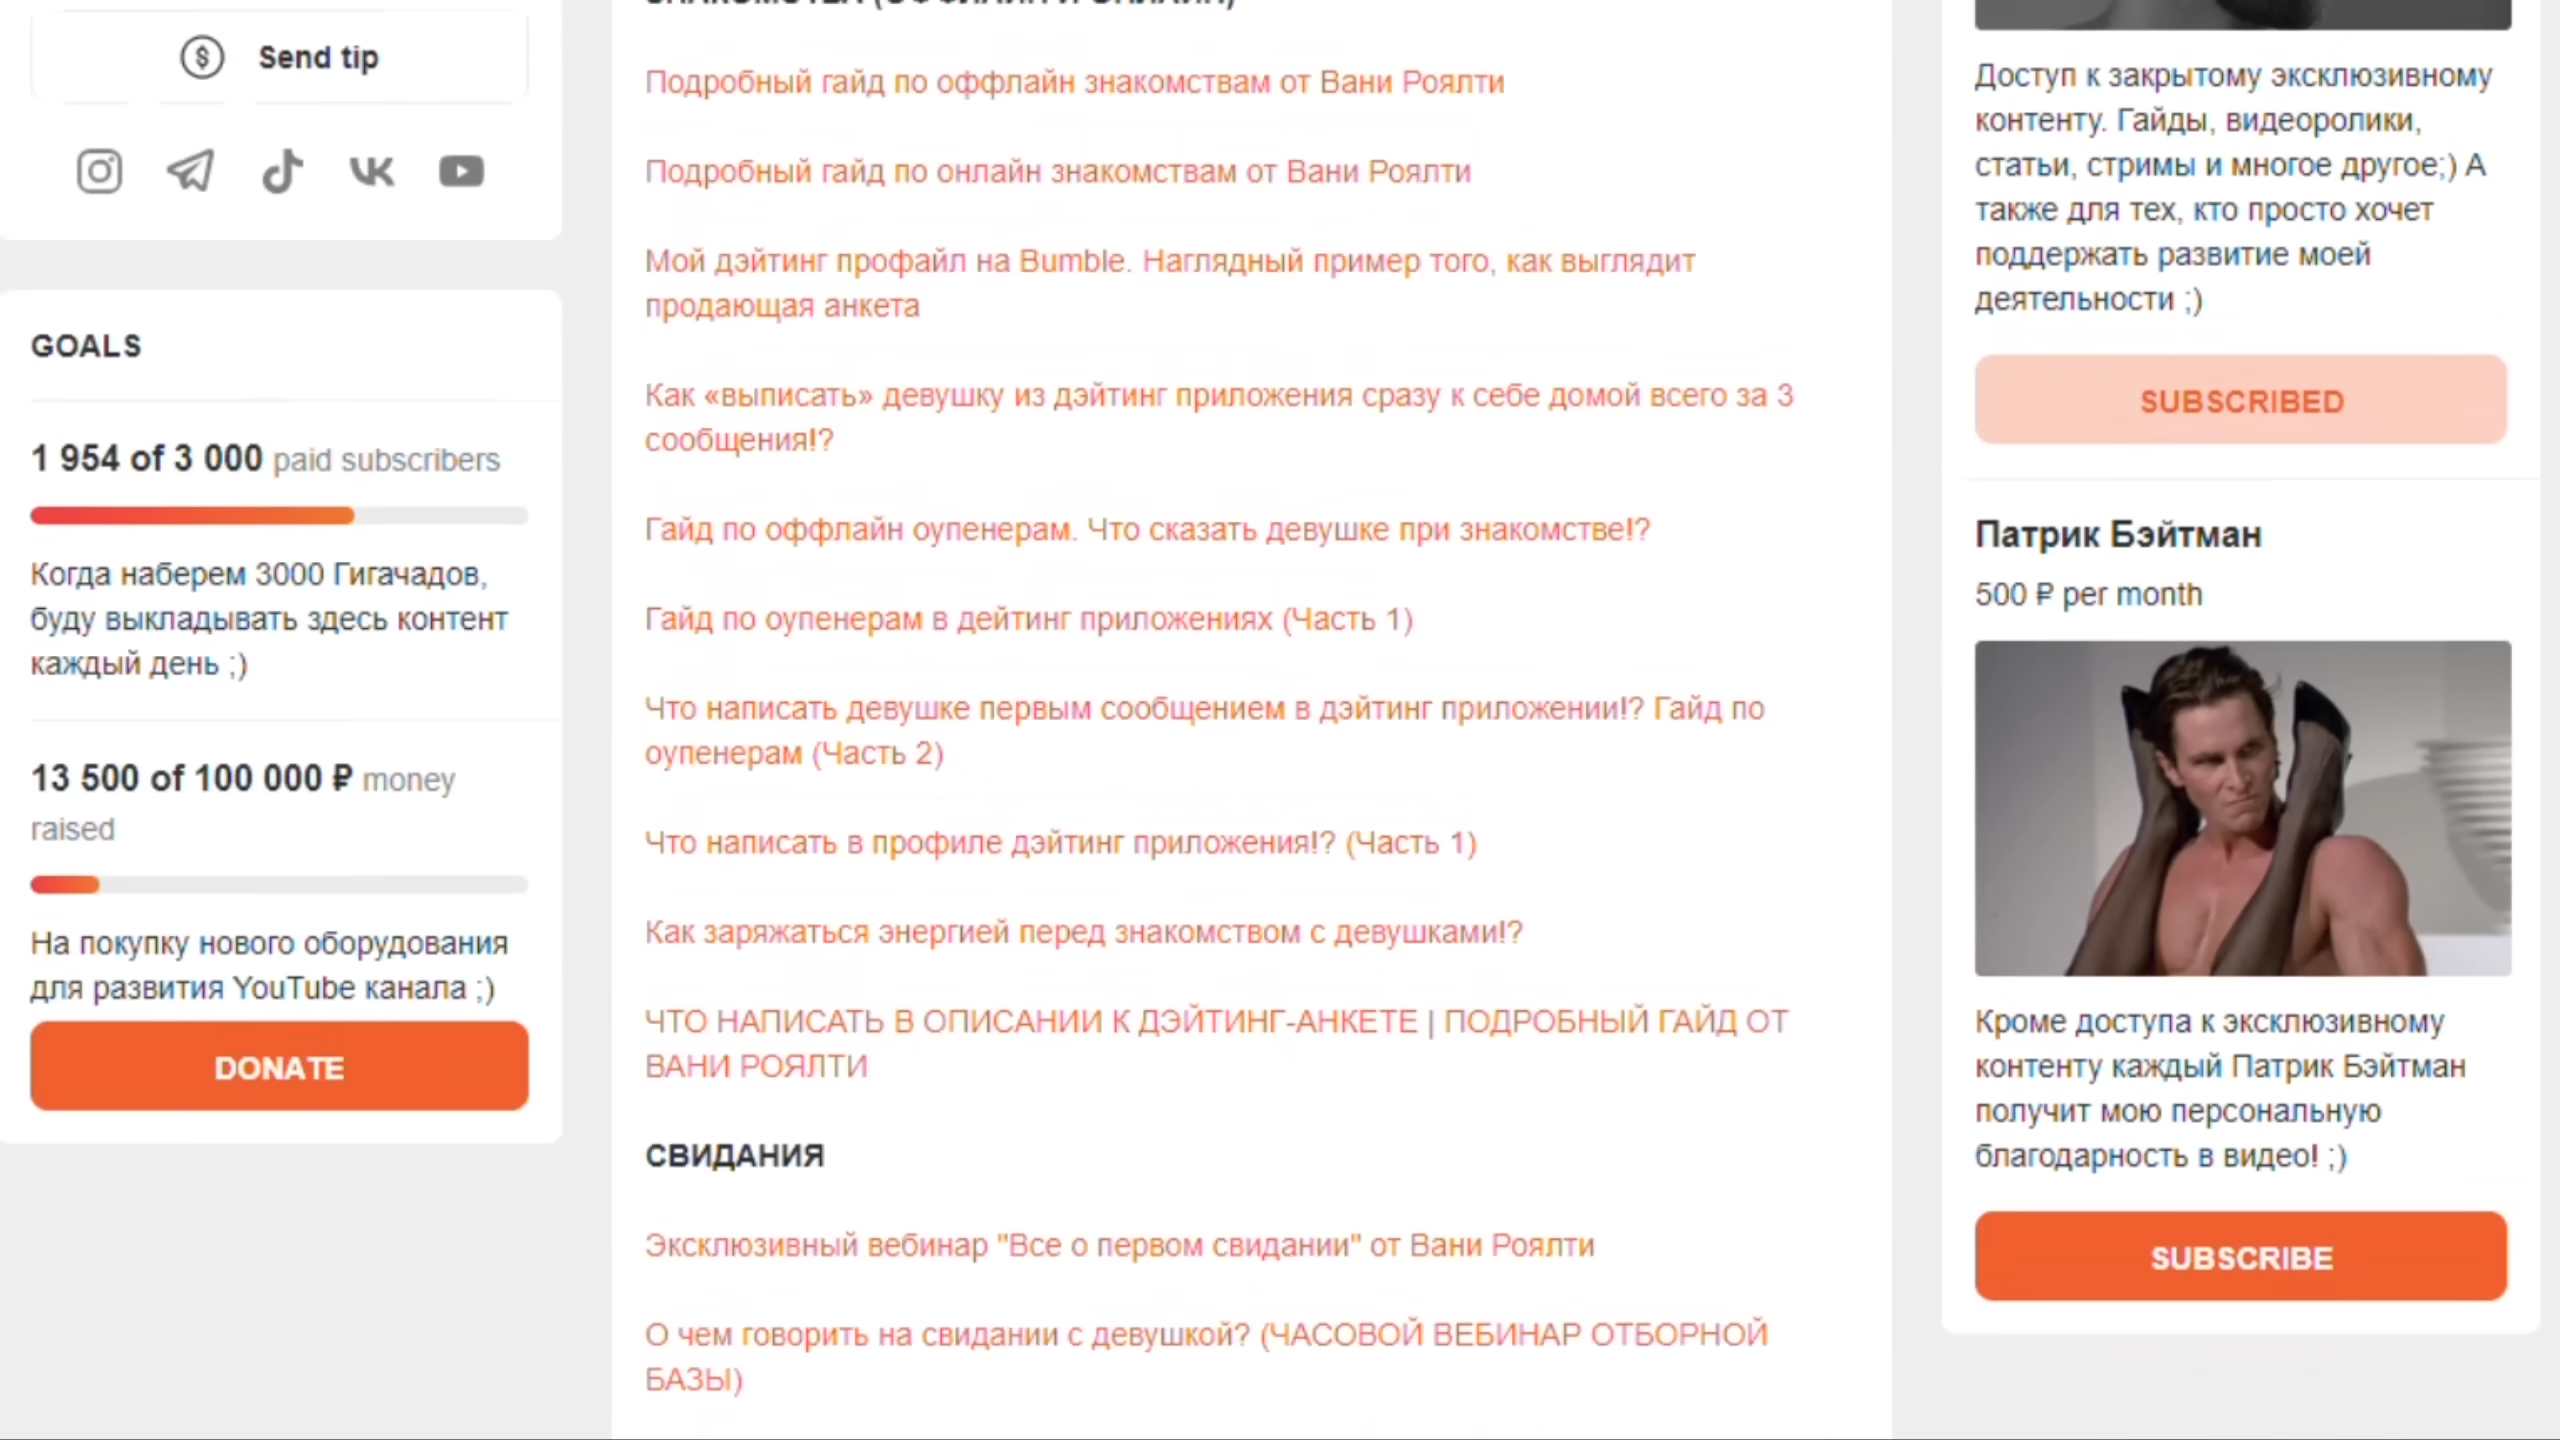 Send tip
GOALS
1 954 of 3 000 paid subscribers
Когда наберем 3000 Гигачадов,
буду выкладывать здесь контент
каждый день ;)
13 500 of 100 000 ₽ money
raised
На покупку нового оборудования
для развития YouTube канала ;)
DONATE
ЗНАКОМСТВА (ОФФЛАЙН И ОНЛАЙН)
Подробный гайд по оффлайн знакомствам от Вани Роялти
Подробный гайд по онлайн знакомствам от Вани Роялти
Мой дэйтинг профайл на Bumble. Наглядный пример того, как выглядит
продающая анкета
Как «выписать» девушку из дэйтинг приложения сразу к себе домой всего за 3
сообщения!?
Гайд по оффлайн оупенерам. Что сказать девушке при знакомстве!?
Гайд по оупенерам в дейтинг приложениях (Часть 1)
Что написать девушке первым сообщением в дэйтинг приложении!? Гайд по
оупенерам (Часть 2)
Что написать в профиле дэйтинг приложения!? (Часть 1)
Как заряжаться энергией перед знакомством с девушками!?
ЧТО НАПИСАТЬ В ОПИСАНИИ К ДЭЙТИНГ-АНКЕТЕ | ПОДРОБНЫЙ ГАЙД ОТ
ВАНИ РОЯЛТИ
СВИДАНИЯ
Эксклюзивный вебинар "Все о первом свидании" от Вани Роялти
О чем говорить на свидании с девушкой? (ЧАСОВОЙ ВЕБИНАР ОТБОРНОЙ
БАЗЫ)
Доступ к закрытому эксклюзивному
контенту. Гайды, видеоролики,
статьи, стримы и многое другое;) А
также для тех, кто просто хочет
поддержать развитие моей
деятельности ;)
SUBSCRIBED
Патрик Бэйтман
500 ₽ per month
Кроме доступа к эксклюзивному
контенту каждый Патрик Бэйтман
получит мою персональную
благодарность в видео! ;)
SUBSCRIBE